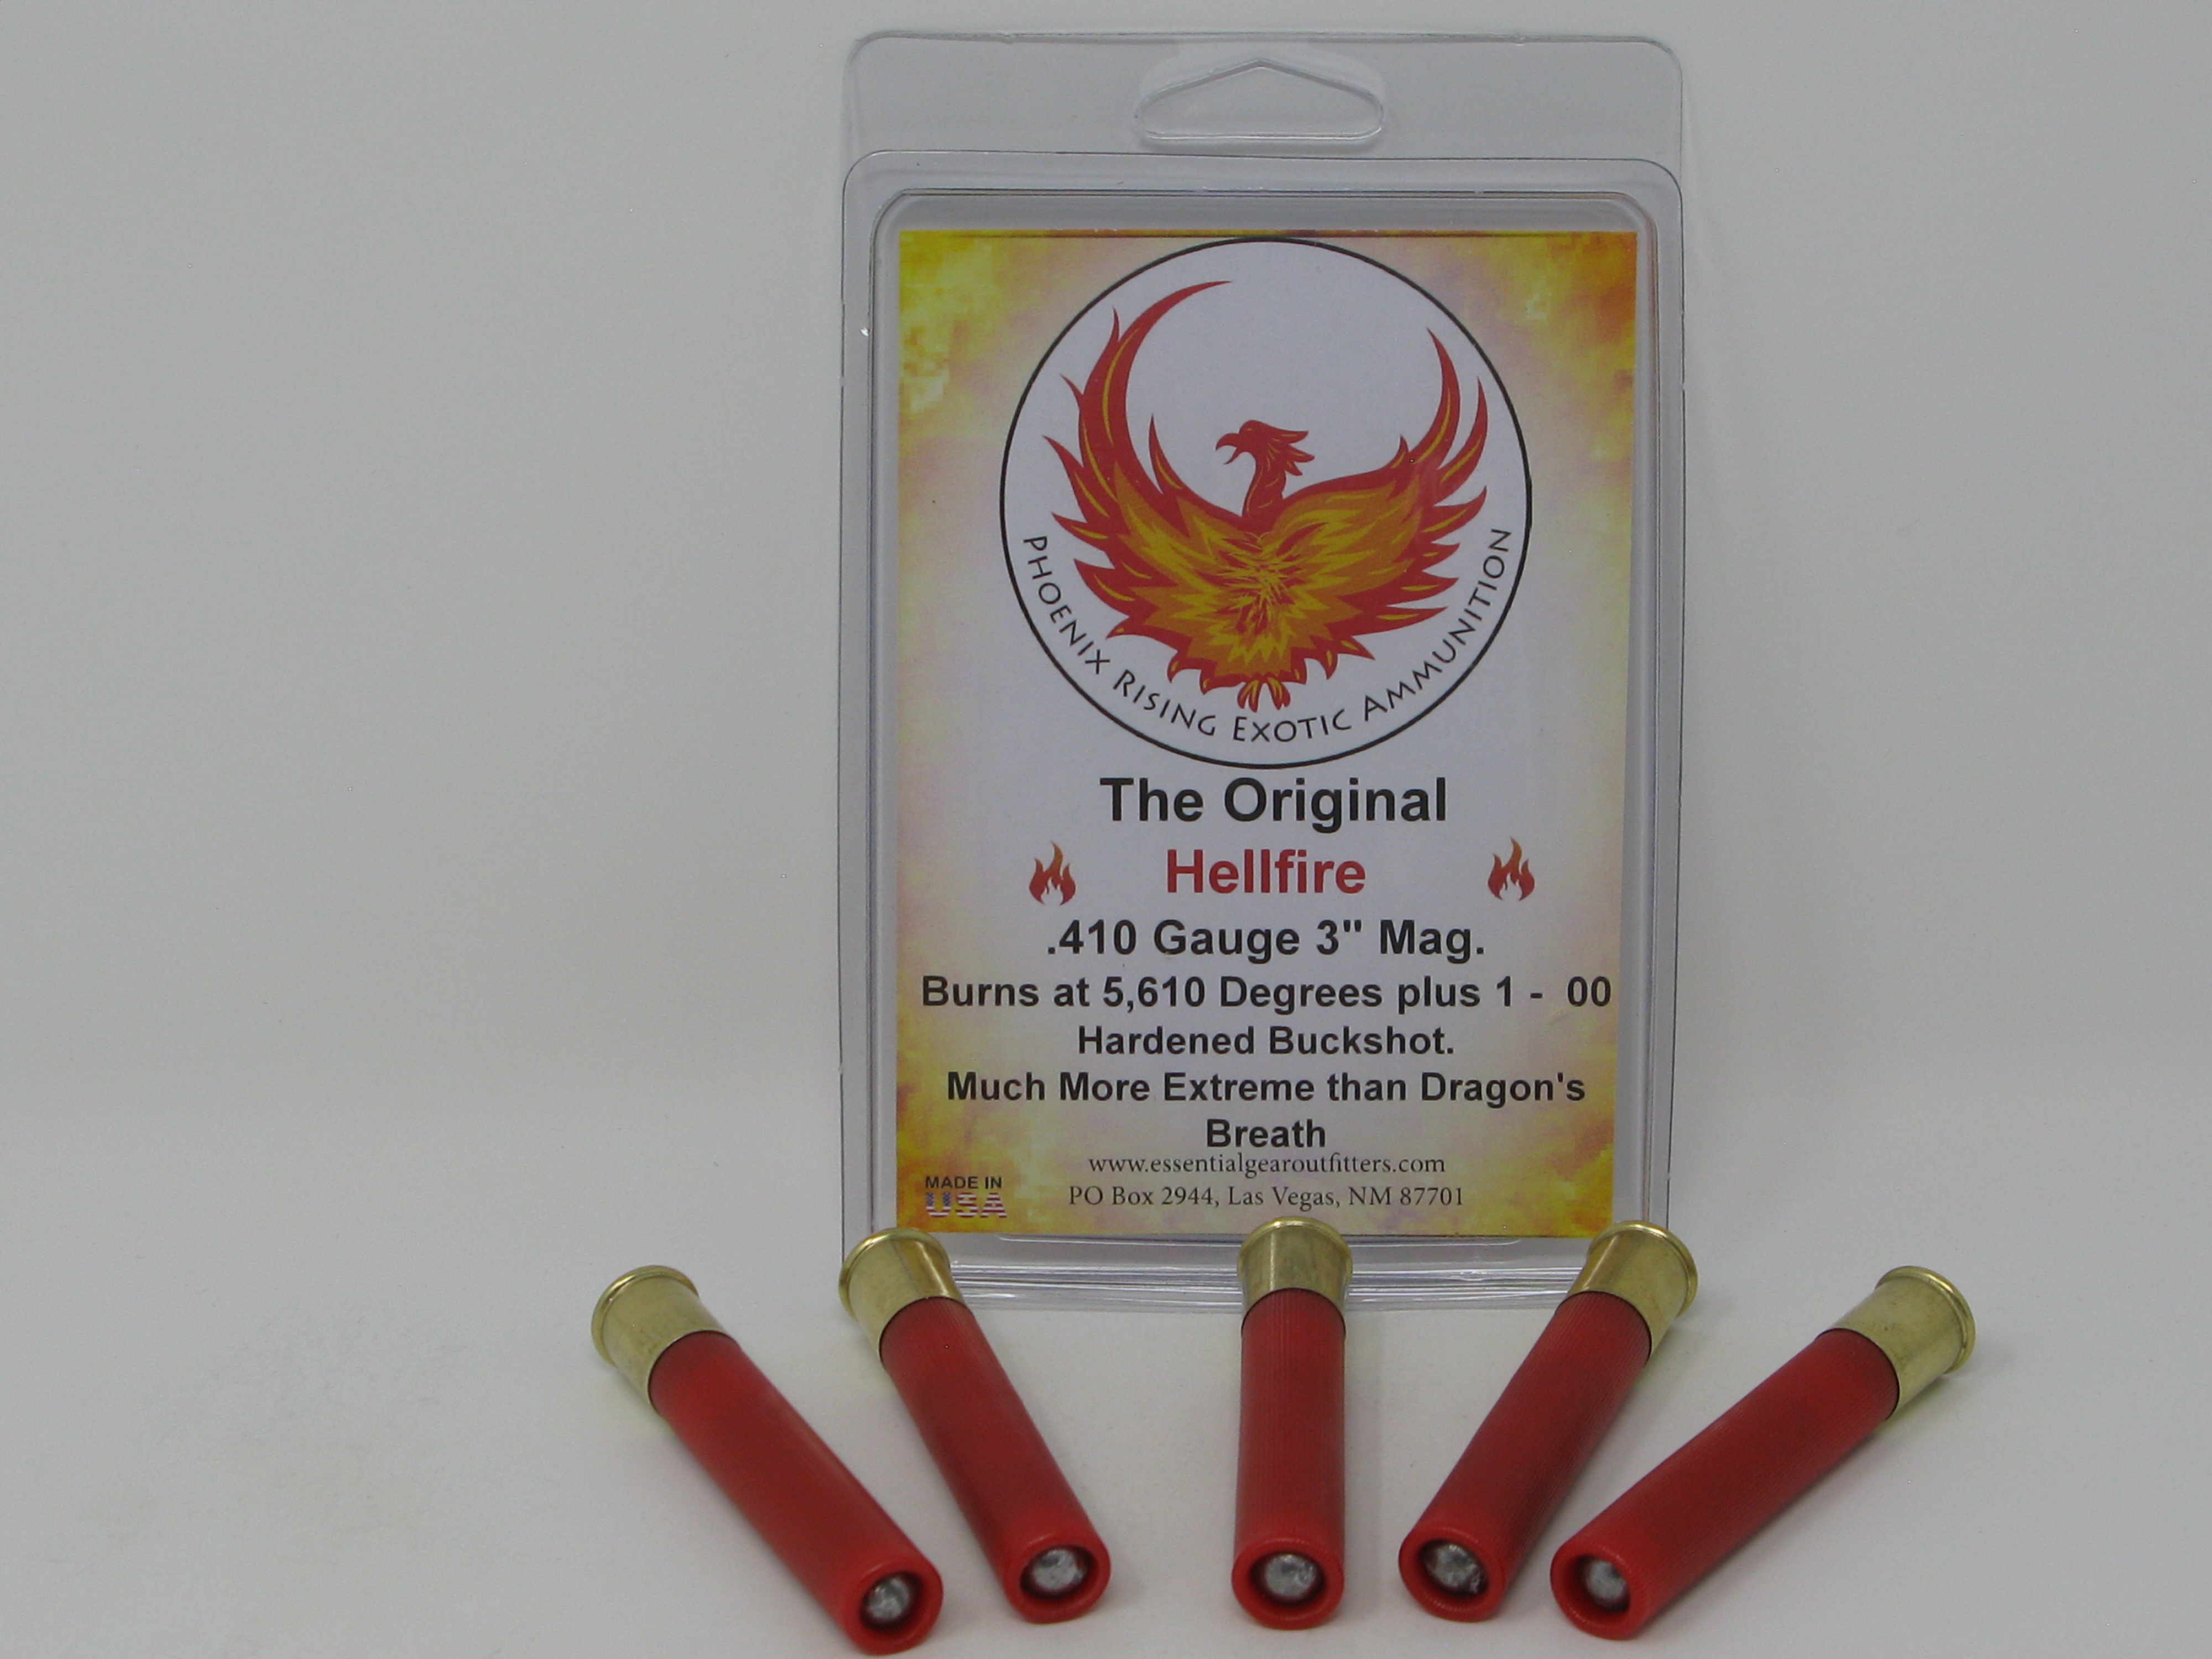 PHOENIX RISING EXOTIC AMMUNITION
The Original
Hellfire
.410 Gauge 3" Mag.
Burns at 5,610 Degrees plus 1 - 00
Hardened Buckshot.
Much More Extreme than Dragon's
Breath
www.essentialgearoutfitters.com
PO Box 2944, Las Vegas, NM 87701
MADE IN
USA